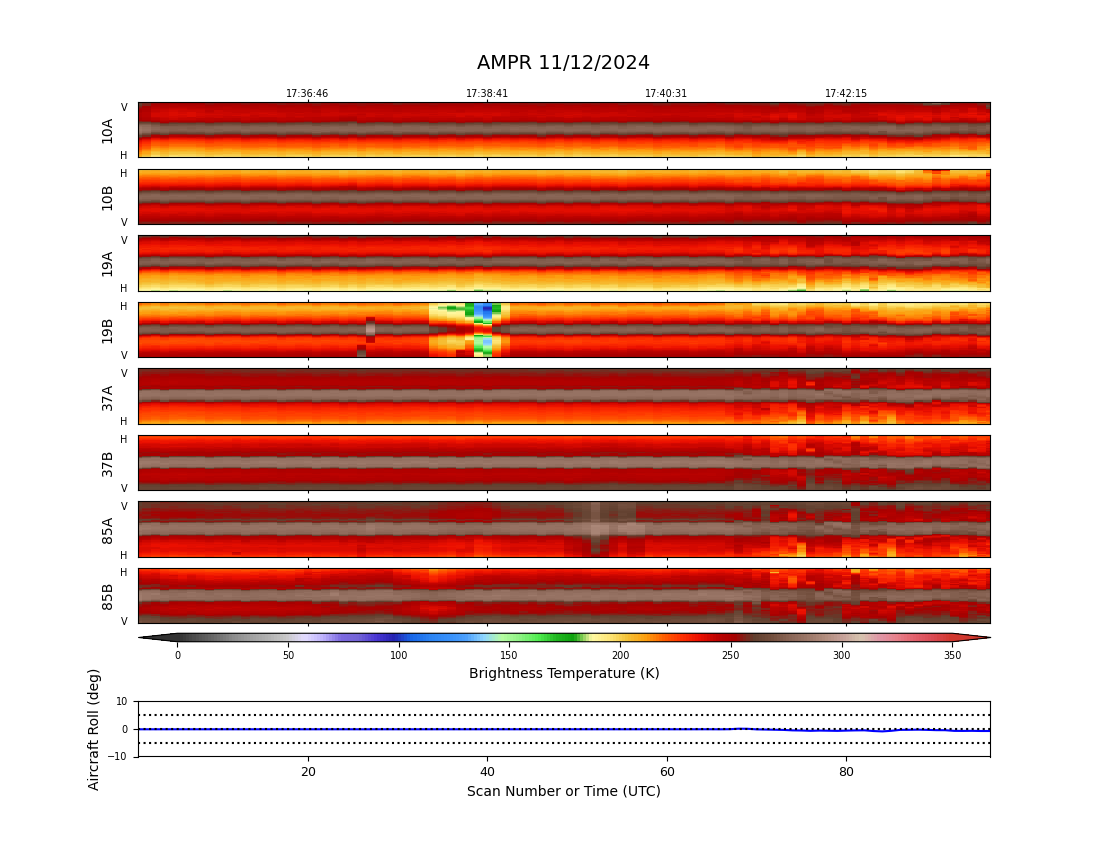 AMPR 11/12/2024
17:36:46 17:38:41 17:40:31 17:42:15
V
10A
H
H
10B
V
V
19A
H
H
19B
V
V
37A
H
H
37B
V
V
85A
H
H
85B
V
0 50 100 150 200 250 300 350
Brightness Temperature (K)
Aircraft Roll (deg)
10
0
−10
20 40 60 80
Scan Number or Time (UTC)